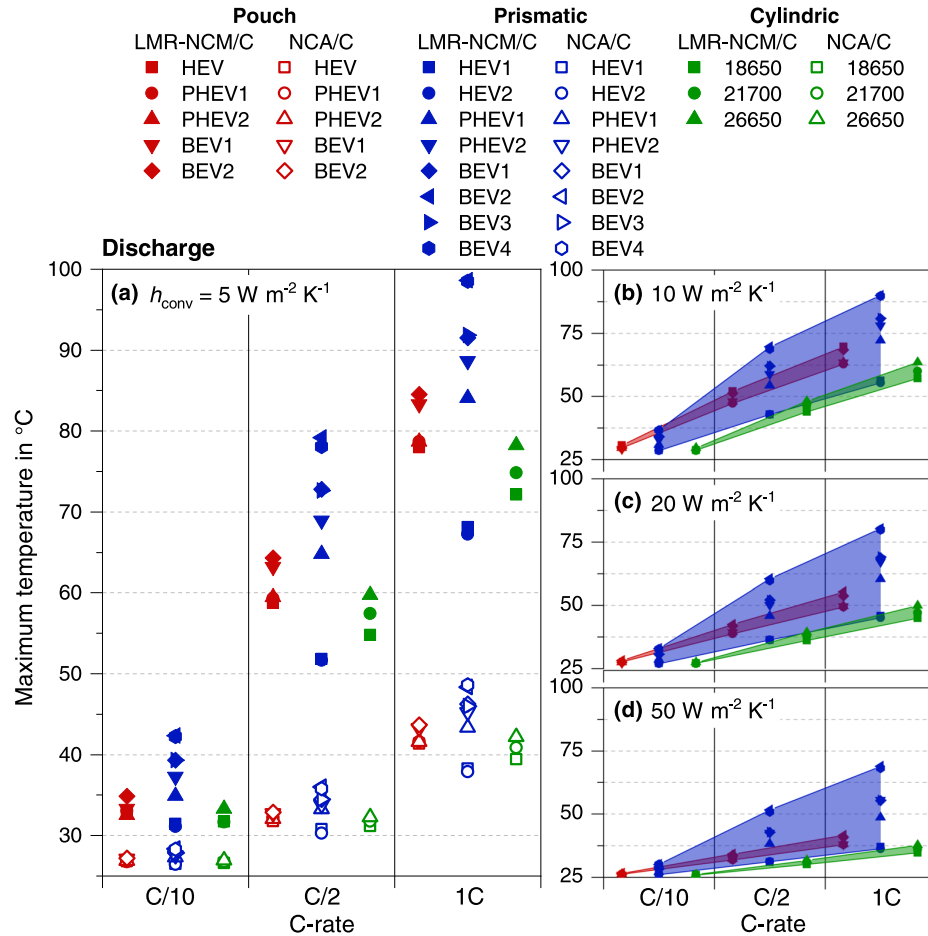 Pouch Prismatic Cylindric
LMR-NCM/C NCA/C LMR-NCM/C NCA/C LMR-NCM/C NCA/C
HEV HEV HEV1 HEV1 18650 18650
PHEV1 PHEV1 HEV2 HEV2 21700 21700
PHEV2 PHEV2 PHEV1 PHEV1 26650 26650
BEV1 BEV1 PHEV2 PHEV2
BEV2 BEV2 BEV1 BEV1
BEV2 BEV2
BEV3 BEV3
BEV4 BEV4
Discharge
(a) h_conv = 5 W m⁻² K⁻¹
Maximum temperature in °C
100
90
80
70
60
50
40
30
C/10 C/2 1C
C-rate
(b) 10 W m⁻² K⁻¹
100
75
50
25
(c) 20 W m⁻² K⁻¹
100
75
50
25
(d) 50 W m⁻² K⁻¹
100
75
50
25
C/10 C/2 1C
C-rate